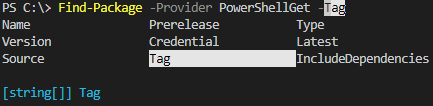 PS C:\> Find-Package -Provider PowerShellGet -Tag
Name Prerelease Type
Version Credential Latest
Source Tag IncludeDependencies
[string[]] Tag